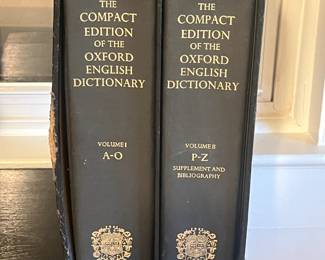 THE
COMPACT
EDITION
OF THE
OXFORD
ENGLISH
DICTIONARY
VOLUME I
A-O
THE
COMPACT
EDITION
OF THE
OXFORD
ENGLISH
DICTIONARY
VOLUME II
P-Z
SUPPLEMENT AND
BIBLIOGRAPHY